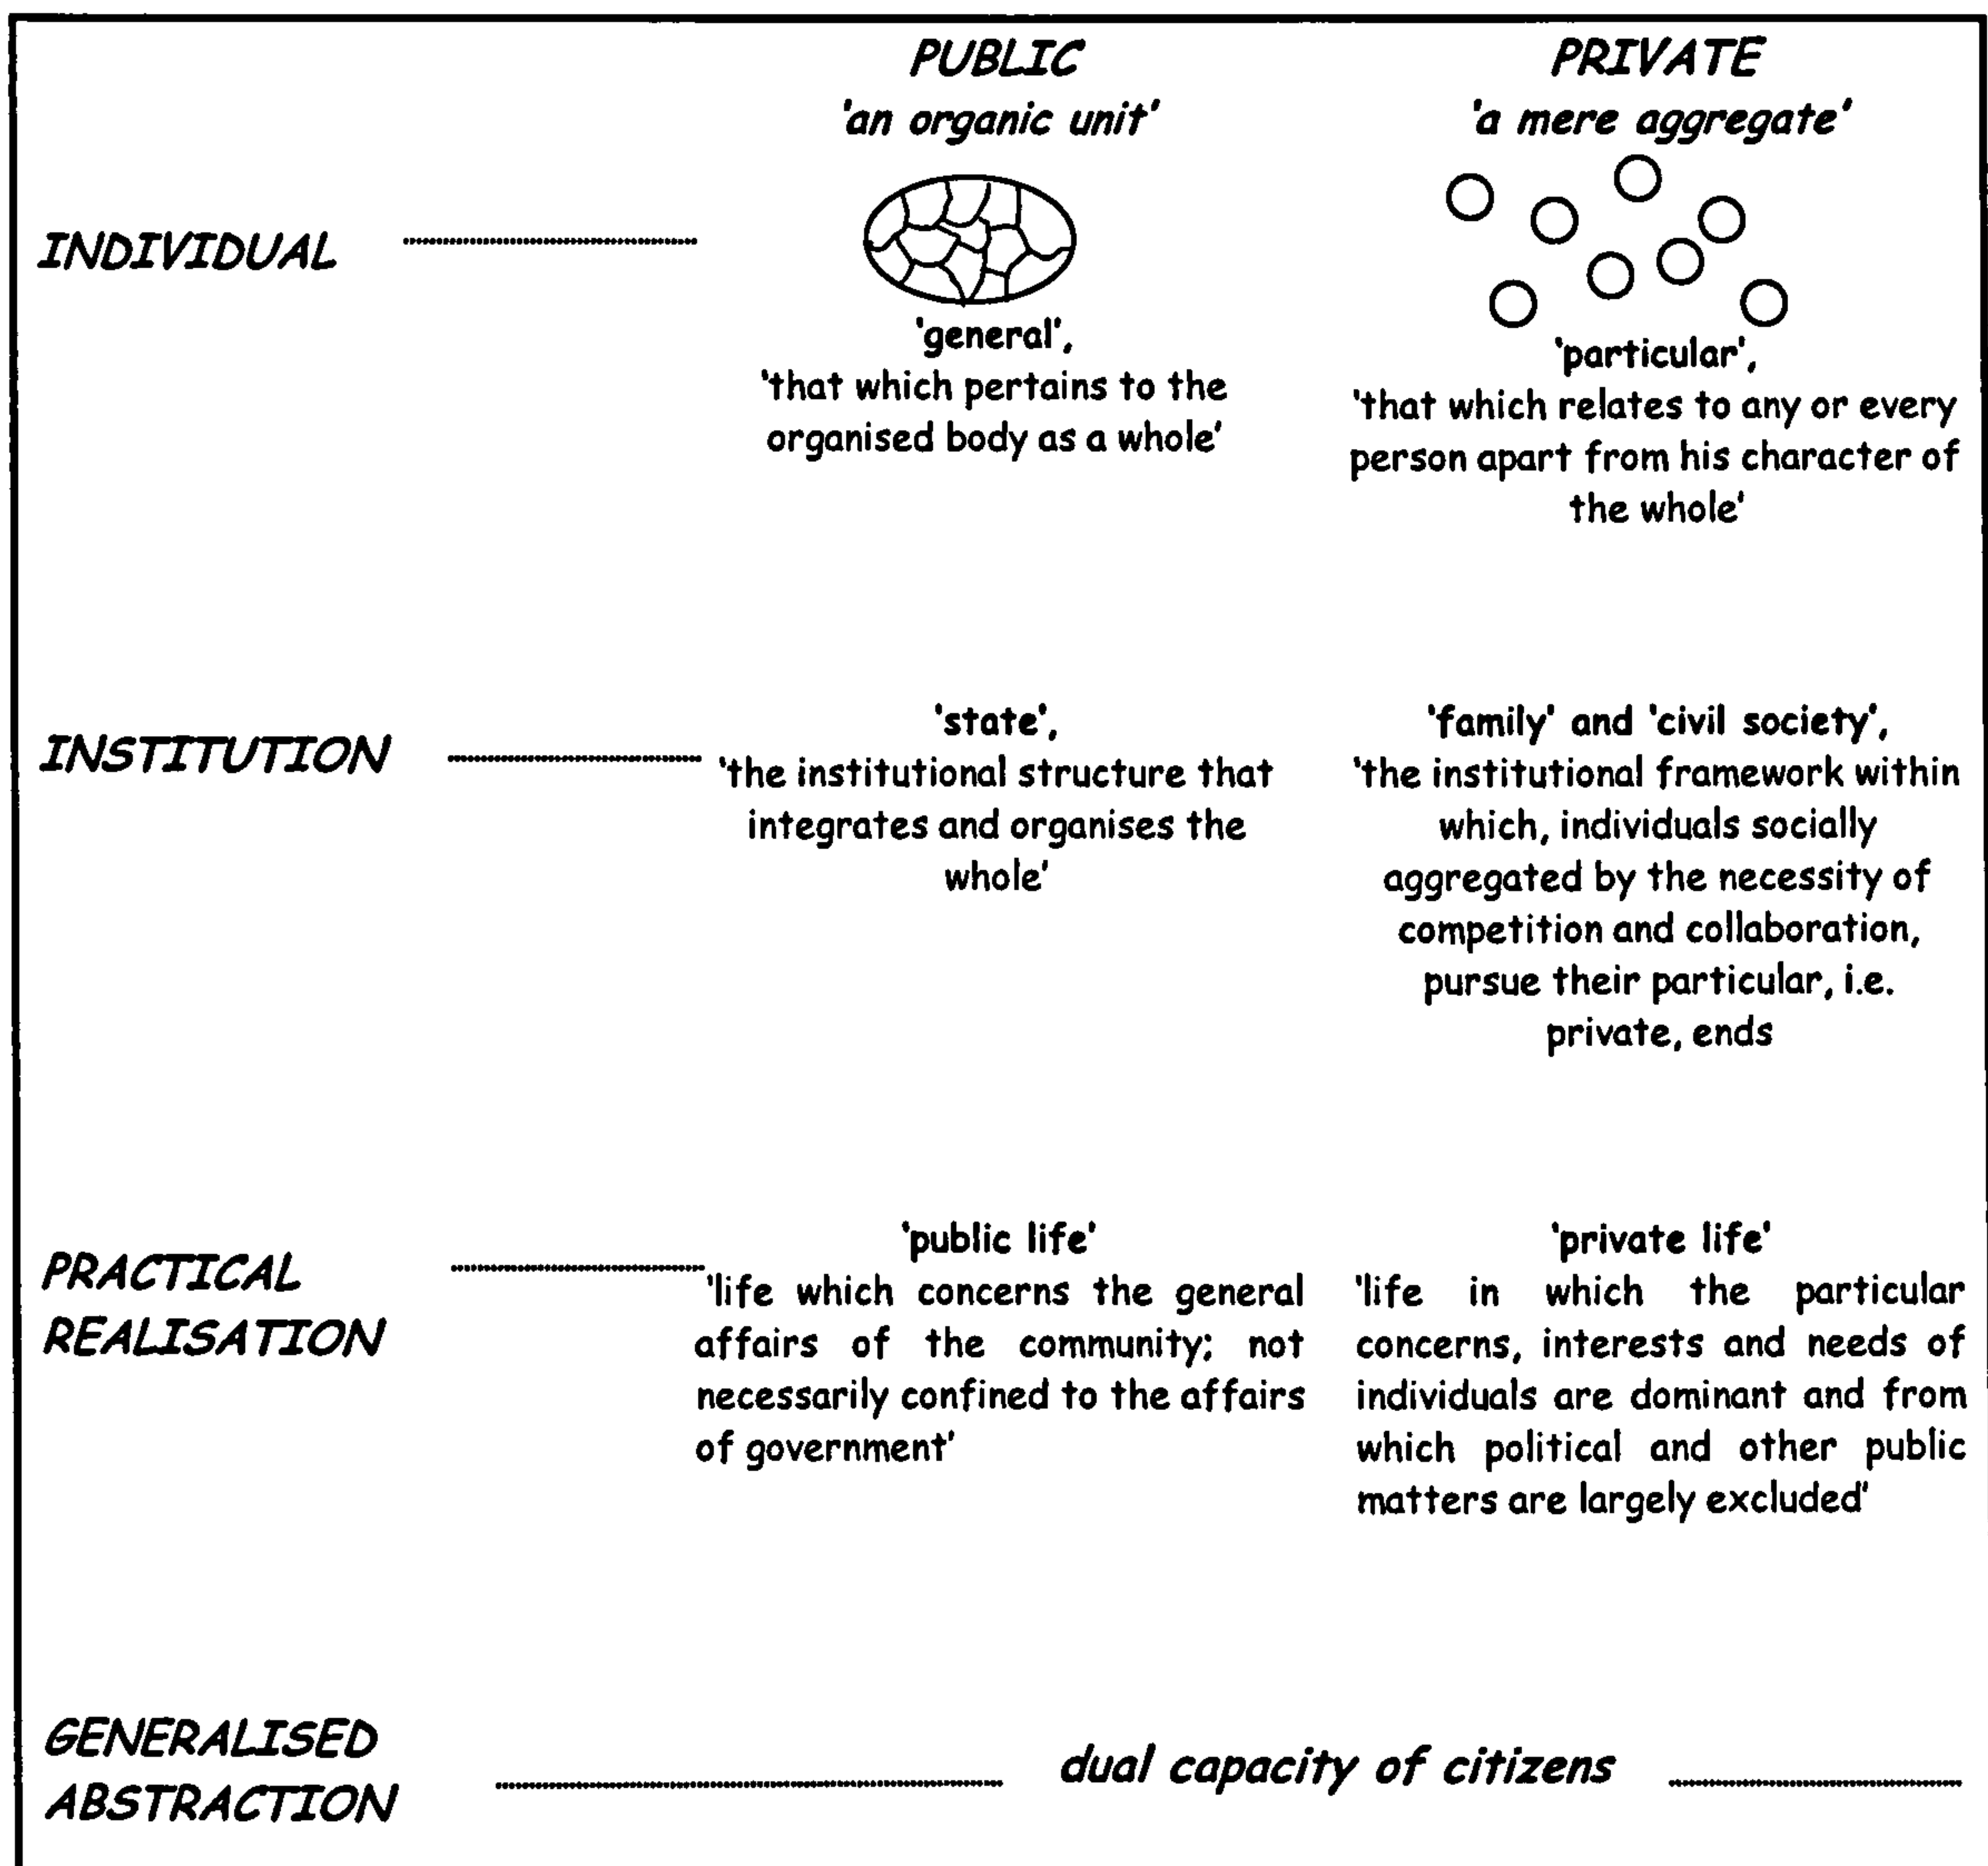 PUBLIC
'an organic unit'
PRIVATE
'a mere aggregate'
INDIVIDUAL
'general',
'that which pertains to the
organised body as a whole'
'particular',
'that which relates to any or every
person apart from his character of
the whole'
INSTITUTION
'state',
'the institutional structure that
integrates and organises the
whole'
'family' and 'civil society',
'the institutional framework within
which, individuals socially
aggregated by the necessity of
competition and collaboration,
pursue their particular, i.e.
private, ends
PRACTICAL
REALISATION
'public life'
'life which concerns the general
affairs of the community; not
necessarily confined to the affairs
of government'
'private life'
'life in which the particular
concerns, interests and needs of
individuals are dominant and from
which political and other public
matters are largely excluded'
GENERALISED
ABSTRACTION
dual capacity of citizens